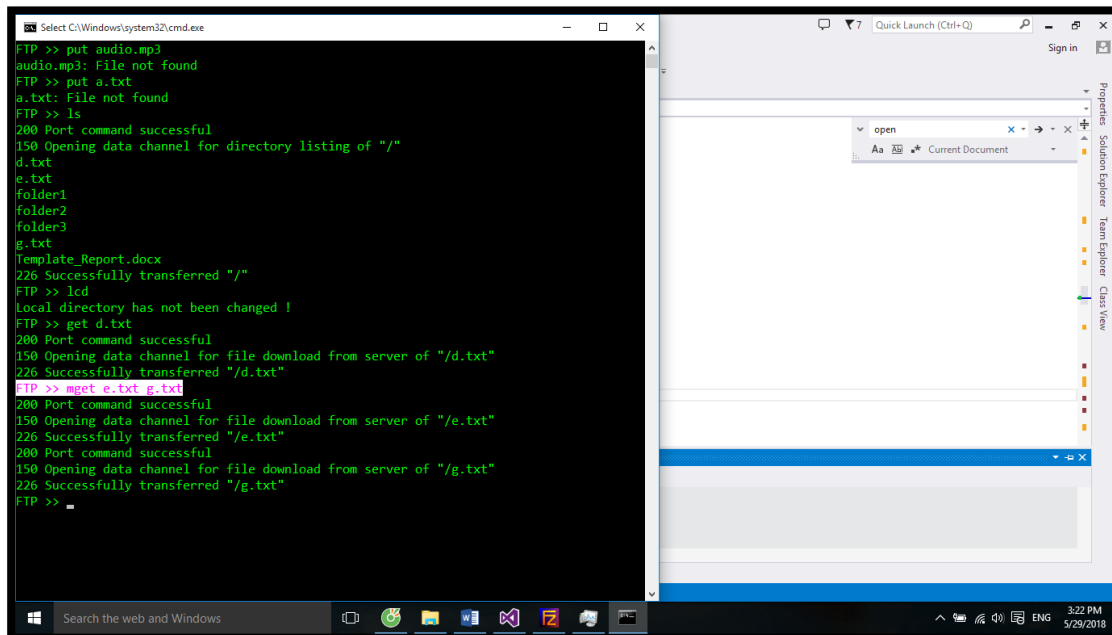 Select C:\Windows\system32\cmd.exe
FTP >> put audio.mp3
audio.mp3: File not found
FTP >> put a.txt
a.txt: File not found
FTP >> ls
200 Port command successful
150 Opening data channel for directory listing of "/"
d.txt
e.txt
folder1
folder2
folder3
g.txt
Template_Report.docx
226 Successfully transferred "/"
FTP >> lcd
Local directory has not been changed !
FTP >> get d.txt
200 Port command successful
150 Opening data channel for file download from server of "/d.txt"
226 Successfully transferred "/d.txt"
FTP >> mget e.txt g.txt
200 Port command successful
150 Opening data channel for file download from server of "/e.txt"
226 Successfully transferred "/e.txt"
200 Port command successful
150 Opening data channel for file download from server of "/g.txt"
226 Successfully transferred "/g.txt"
FTP >>
7 Quick Launch (Ctrl+Q)
Sign in
open
Aa Ab .* Current Document
Properties
Solution Explorer
Team Explorer
Class View
Search the web and Windows
ENG
3:22 PM
5/29/2018